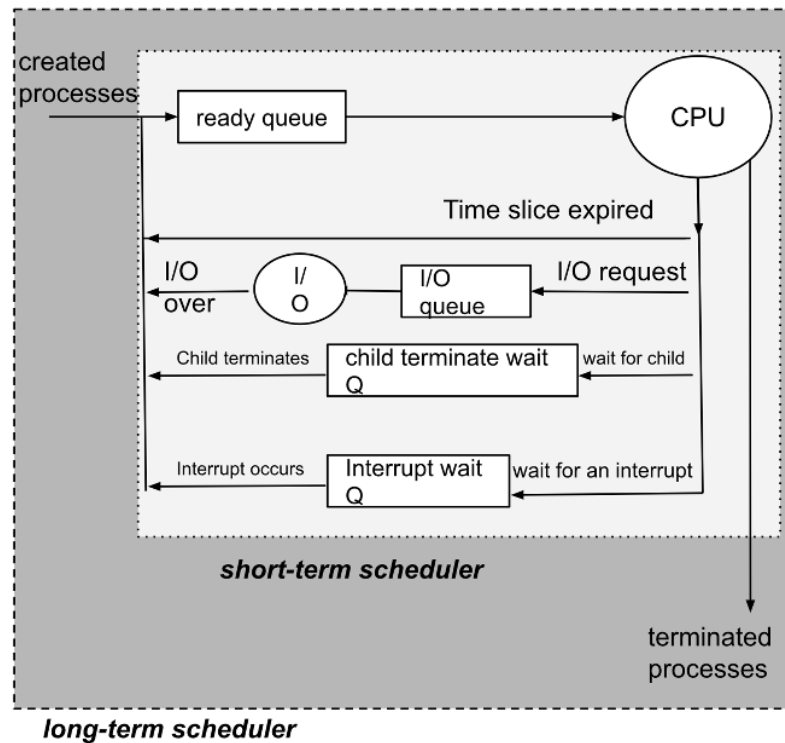 created
processes
ready queue
CPU
Time slice expired
I/O
over
I/
O
I/O
queue
I/O request
Child terminates
child terminate wait
Q
wait for child
Interrupt occurs
Interrupt wait
Q
wait for an interrupt
short-term scheduler
terminated
processes
long-term scheduler